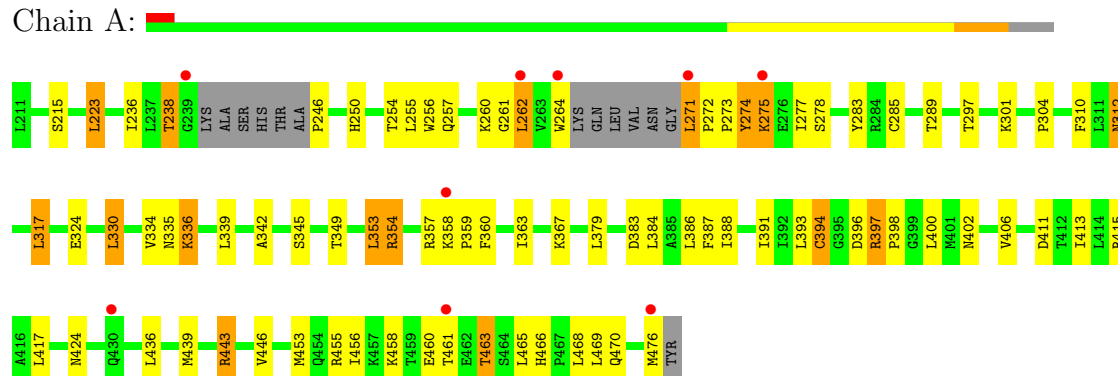 Chain A:
L211 S215 L223 I236 L237 T238 G239 LYS ALA SER HIS THR ALA P246 H250 T254 L255 W256 Q257 K260 G261 L262 V263 W264 LYS GLN LEU VAL ASN GLY L271 P272 P273 Y274 K275 E276 I277 S278 Y283 R284 C285 T289 T297 K301 P304 F310 L311 N312
L317 E324 L330 V334 N335 K336 L339 A342 S345 T349 L353 R354 R357 K358 P359 F360 I363 K367 L379 D383 L384 A385 L386 F387 I388 I391 I392 L393 C394 G395 D396 R397 P398 G399 L400 M401 N402 V406 D411 T412 I413 L414 R415
A416 L417 N424 Q430 L436 M439 R443 V446 M453 Q454 R455 I456 K457 K458 T459 E460 T461 E462 T463 S464 L465 H466 P467 L468 L469 Q470 M476 TYR